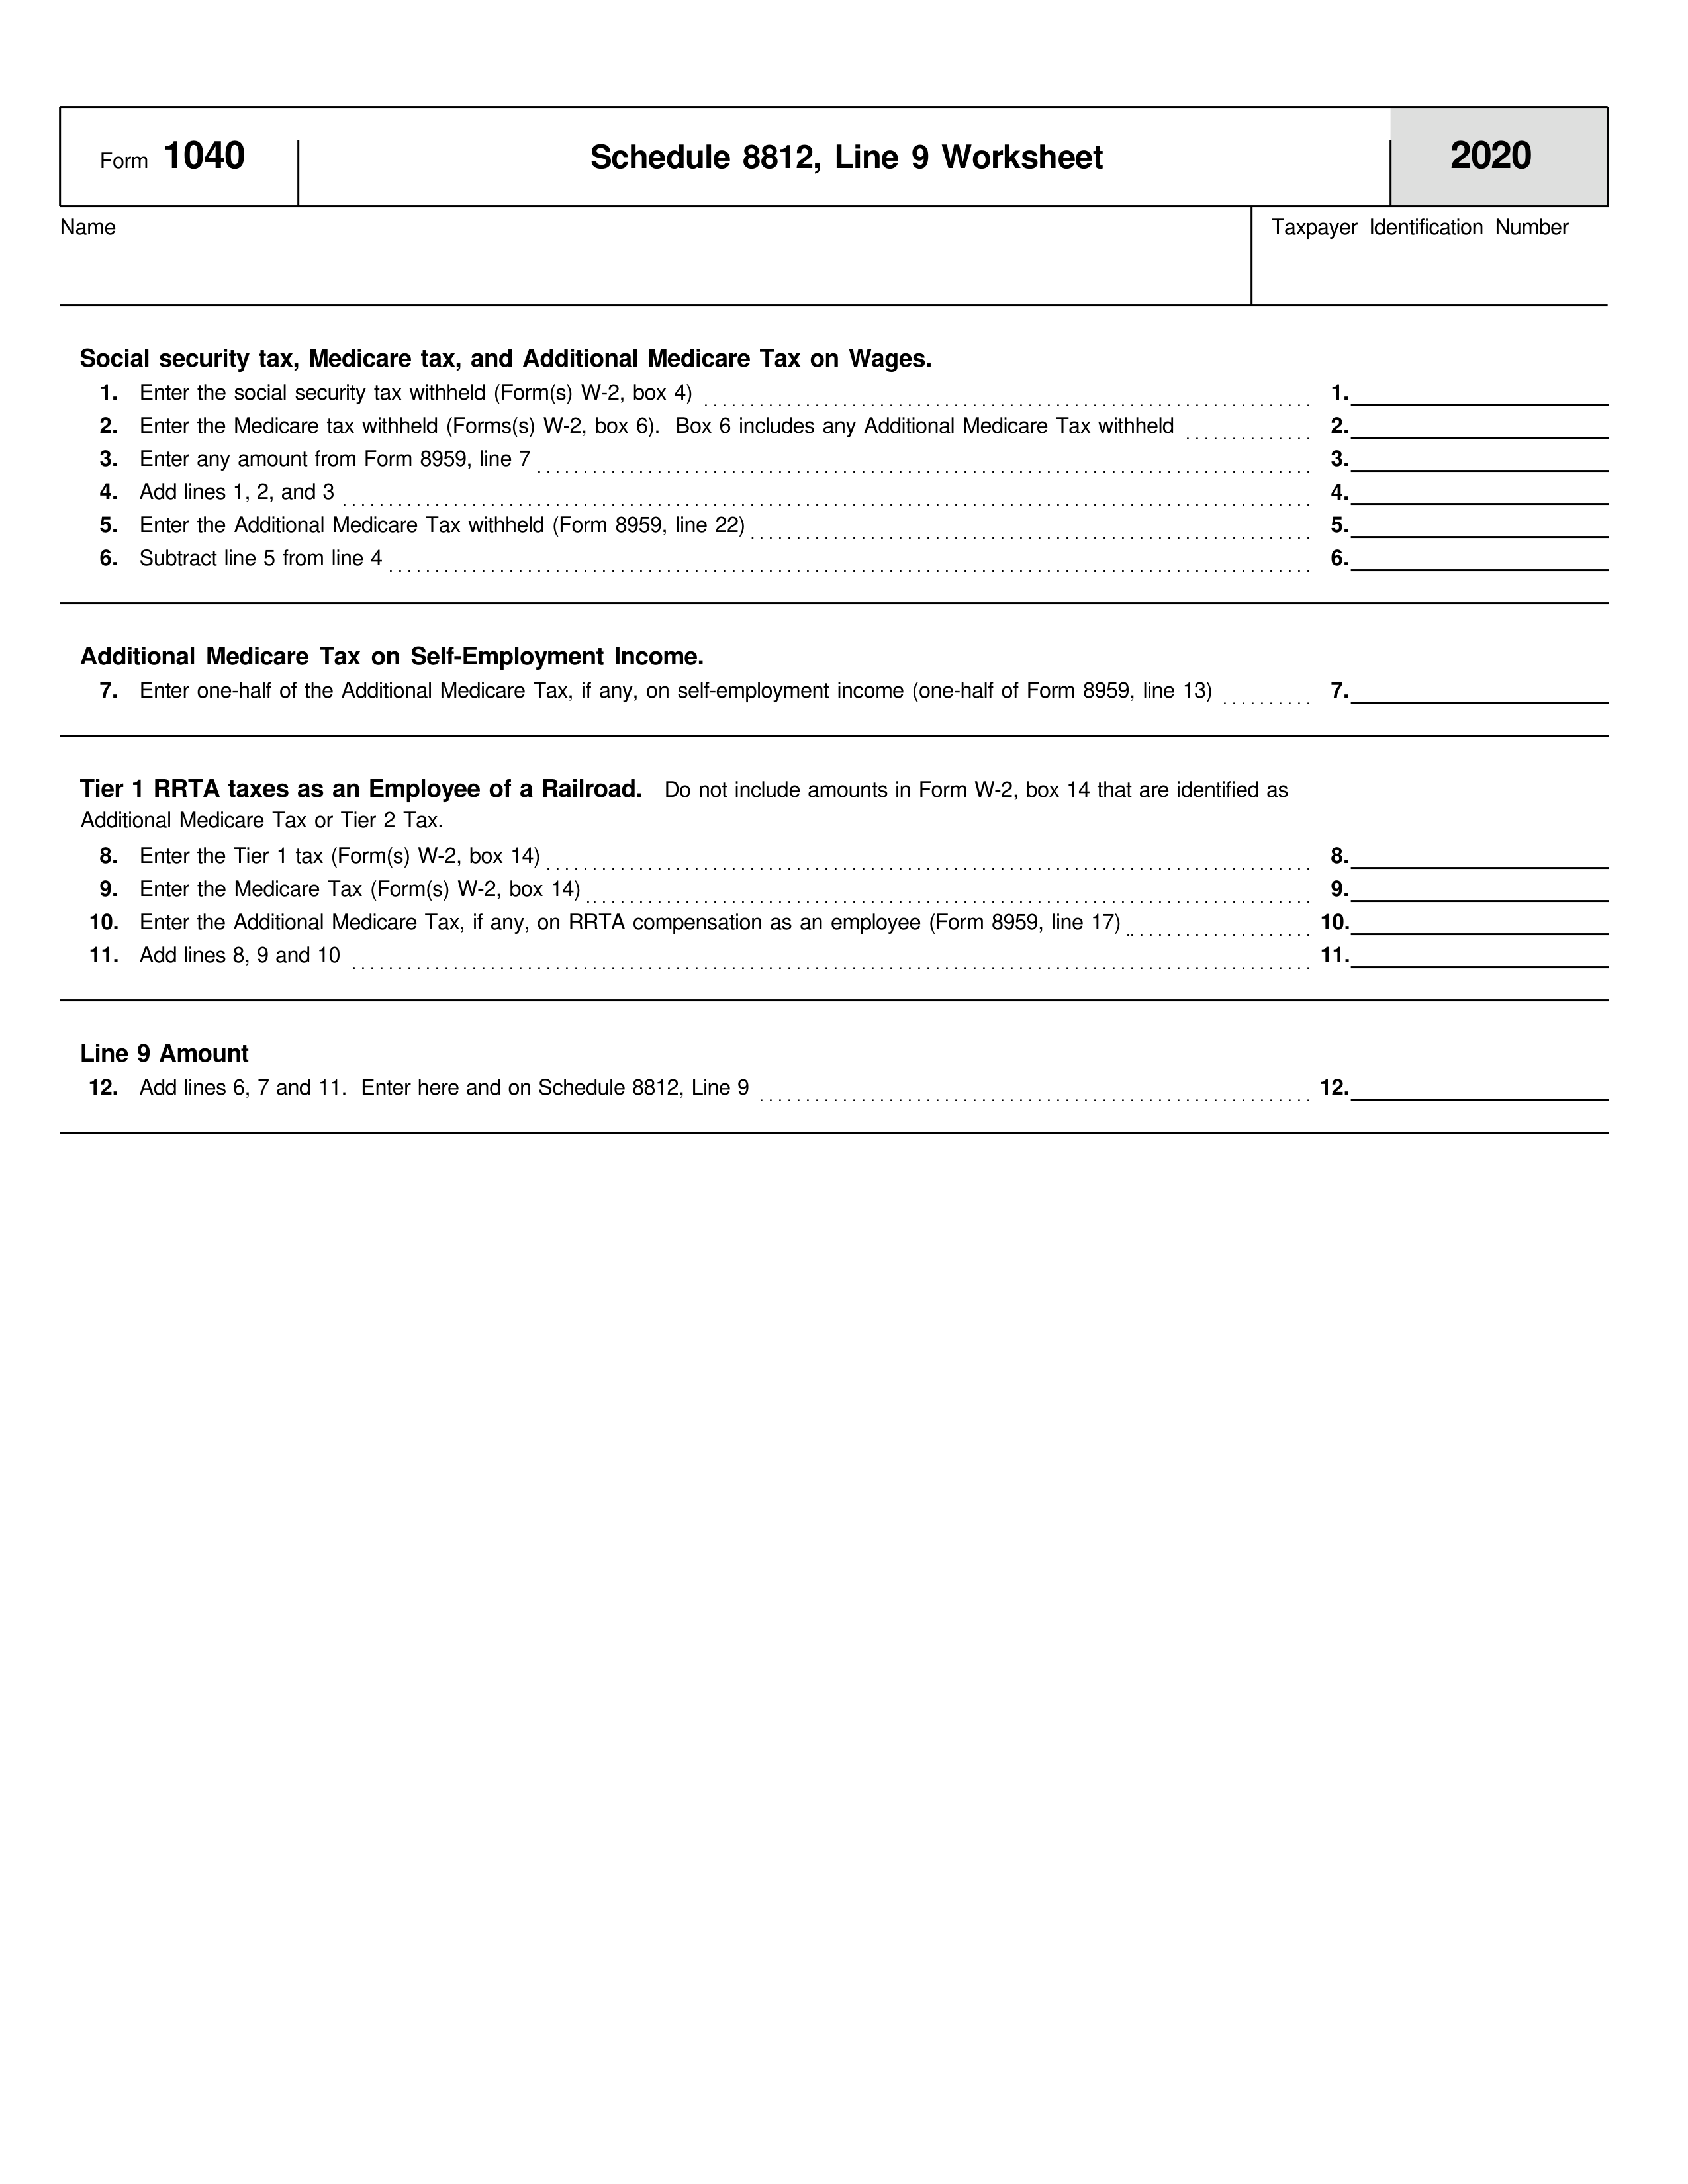 Form 1040
Schedule 8812, Line 9 Worksheet
2020
Name
Taxpayer Identification Number
Social security tax, Medicare tax, and Additional Medicare Tax on Wages.
1. Enter the social security tax withheld (Form(s) W-2, box 4) 1.
2. Enter the Medicare tax withheld (Forms(s) W-2, box 6). Box 6 includes any Additional Medicare Tax withheld 2.
3. Enter any amount from Form 8959, line 7 3.
4. Add lines 1, 2, and 3 4.
5. Enter the Additional Medicare Tax withheld (Form 8959, line 22) 5.
6. Subtract line 5 from line 4 6.
Additional Medicare Tax on Self-Employment Income.
7. Enter one-half of the Additional Medicare Tax, if any, on self-employment income (one-half of Form 8959, line 13) 7.
Tier 1 RRTA taxes as an Employee of a Railroad. Do not include amounts in Form W-2, box 14 that are identified as
Additional Medicare Tax or Tier 2 Tax.
8. Enter the Tier 1 tax (Form(s) W-2, box 14) 8.
9. Enter the Medicare Tax (Form(s) W-2, box 14) 9.
10. Enter the Additional Medicare Tax, if any, on RRTA compensation as an employee (Form 8959, line 17) 10.
11. Add lines 8, 9 and 10 11.
Line 9 Amount
12. Add lines 6, 7 and 11. Enter here and on Schedule 8812, Line 9 12.